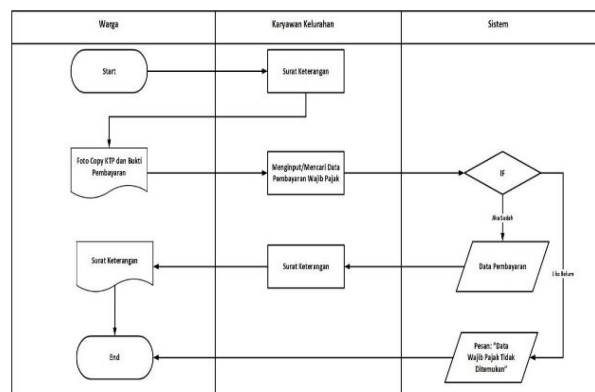 Warga
Karyawan Kelurahan
Sistem
Start
Surat Keterangan
Foto Copy KTP dan Bukti
Pembayaran
Menginput/Mencari Data
Pembayaran Wajib Pajak
IF
Jika Sudah
Surat Keterangan
Surat Keterangan
Data Pembayaran
Jika Belum
End
Pesan: "Data
Wajib Pajak Tidak
Ditemukan"